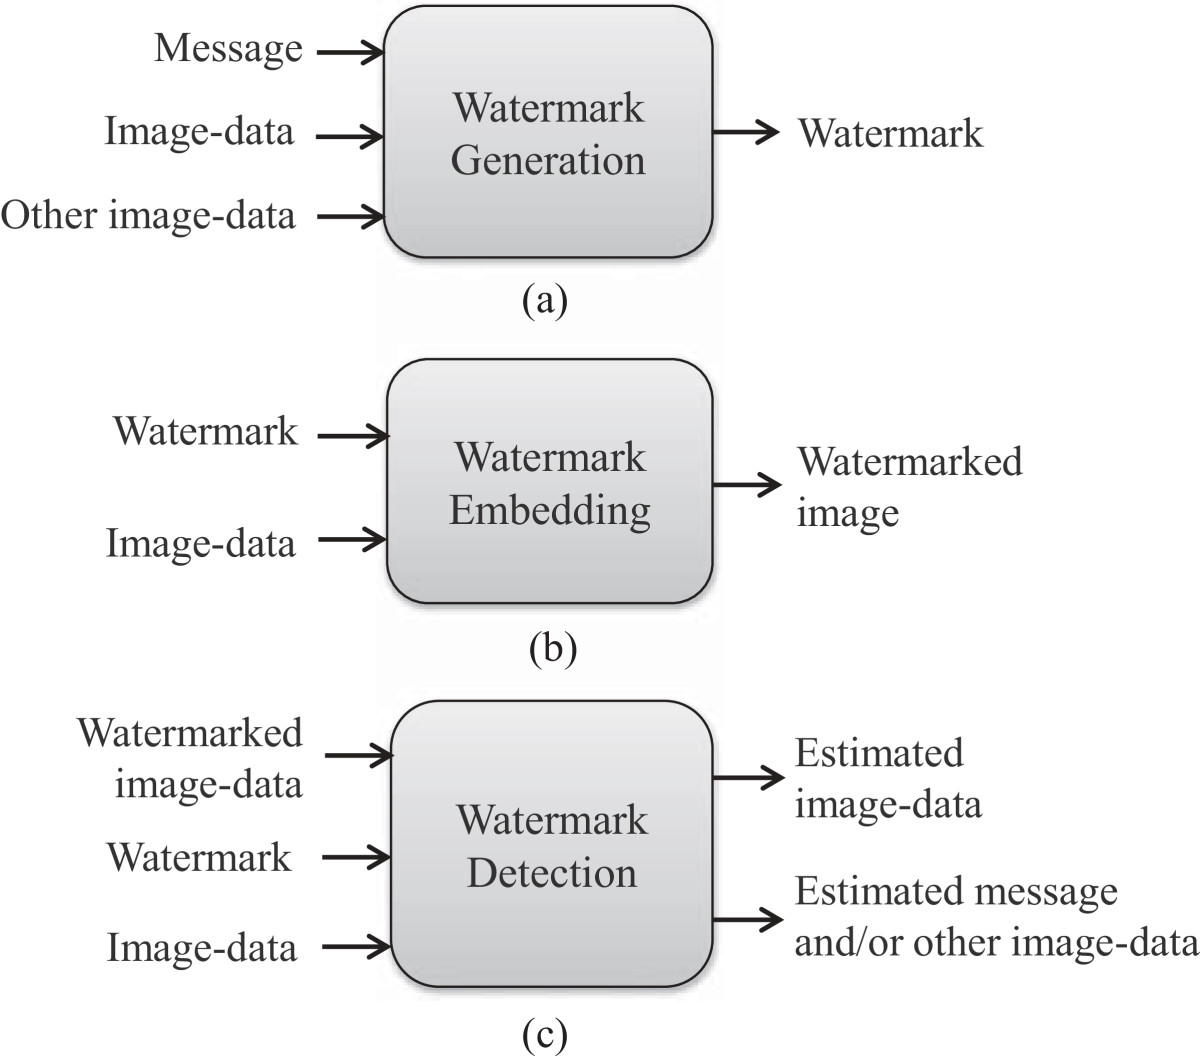 Message
Image-data
Other image-data
Watermark
Generation
Watermark
(a)
Watermark
Image-data
Watermark
Embedding
Watermarked
image
(b)
Watermarked
image-data
Watermark
Image-data
Watermark
Detection
Estimated
image-data
Estimated message
and/or other image-data
(c)